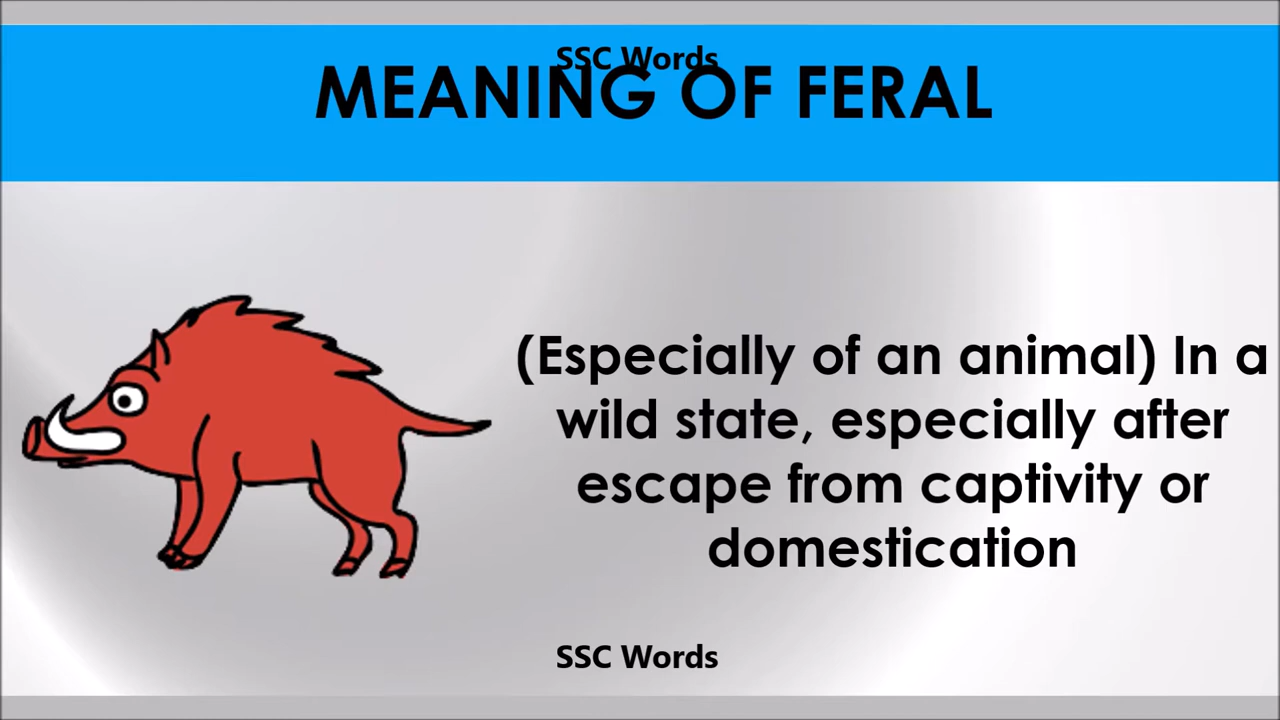 SSC Words
MEANING OF FERAL
(Especially of an animal) In a
wild state, especially after
escape from captivity or
domestication
SSC Words